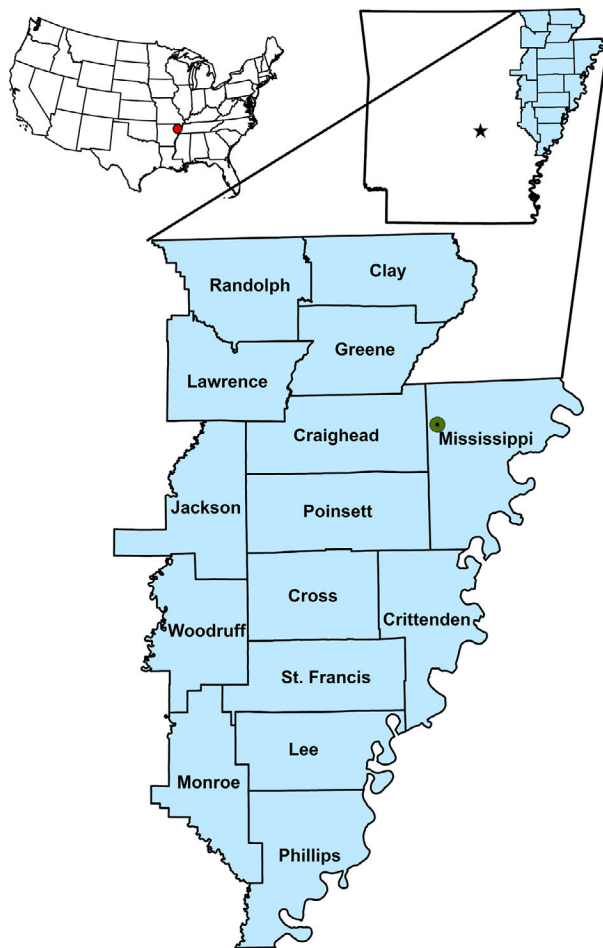 Clay
Randolph
Greene
Lawrence
Craighead
Mississippi
Jackson
Poinsett
Cross
Crittenden
Woodruff
St. Francis
Lee
Monroe
Phillips